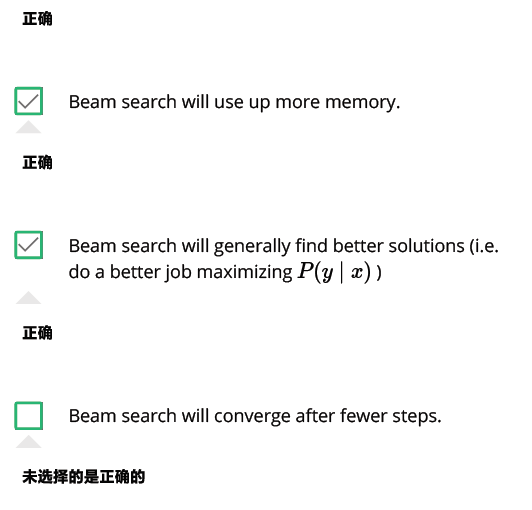 正确
Beam search will use up more memory.
正确
Beam search will generally find better solutions (i.e.
do a better job maximizing P(y | x) )
正确
Beam search will converge after fewer steps.
未选择的是正确的